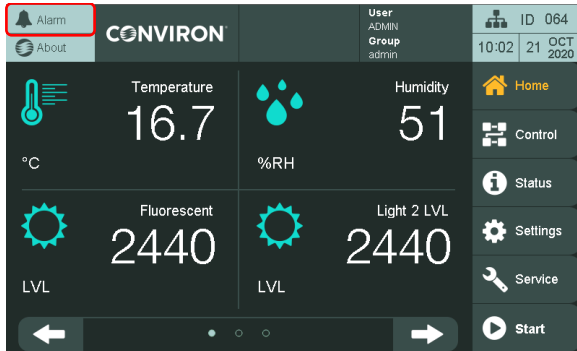 Alarm
About
CONVIRON
User
ADMIN
Group
admin
ID 064
10:02 21 OCT 2020
Temperature
16.7
°C
Humidity
51
%RH
Fluorescent
2440
LVL
Light 2 LVL
2440
LVL
Home
Control
Status
Settings
Service
Start